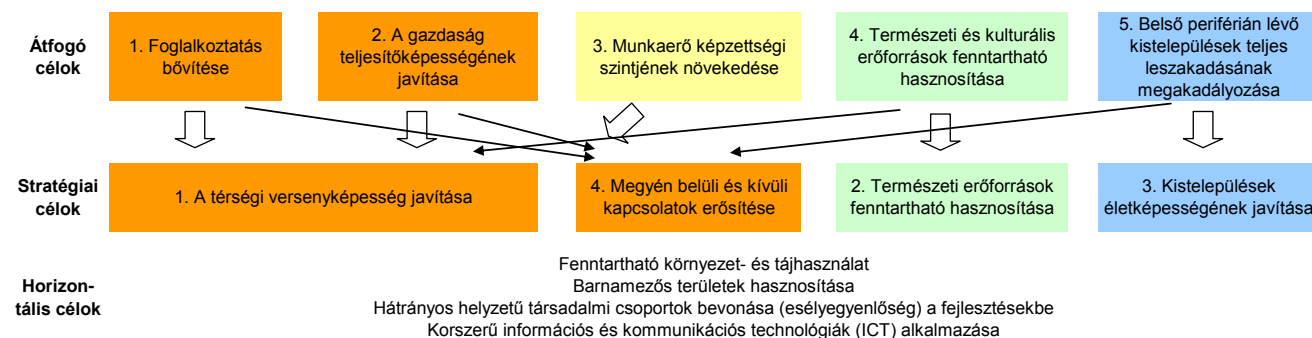 Átfogó
célok
1. Foglalkoztatás
bővítése
2. A gazdaság
teljesítőképességének
javítása
3. Munkaerő képzettségi
szintjének növekedése
4. Természeti és kulturális
erőforrások fenntartható
hasznosítása
5. Belső periférián lévő
kistelepülések teljes
leszakadásának
megakadályozása
Stratégiai
célok
1. A térségi versenyképesség javítása
4. Megyén belüli és kívüli
kapcsolatok erősítése
2. Természeti erőforrások
fenntartható hasznosítása
3. Kistelepülések
életképességének javítása
Horizon-
tális célok
Fenntartható környezet- és tájhasználat
Barnamezős területek hasznosítása
Hátrányos helyzetű társadalmi csoportok bevonása (esélyegyenlőség) a fejlesztésekbe
Korszerű információs és kommunikációs technológiák (ICT) alkalmazása